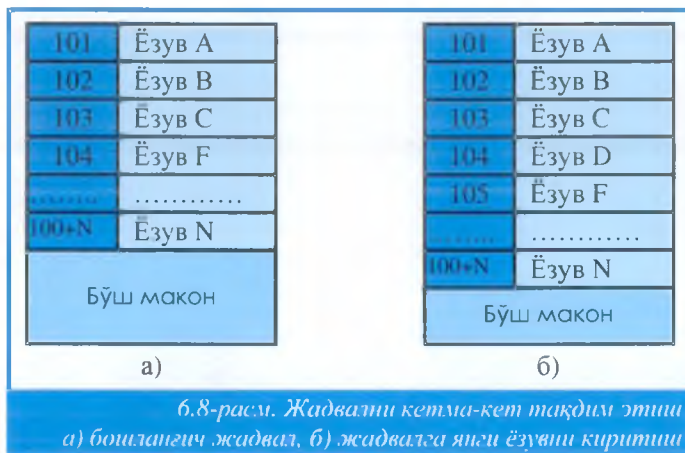 101 Ёзув A
102 Ёзув B
103 Ёзув C
104 Ёзув F
........ ............
100+N Ёзув N
Бўш макон
а)
101 Ёзув A
102 Ёзув B
103 Ёзув C
104 Ёзув D
105 Ёзув F
........ ............
100+N Ёзув N
Бўш макон
б)
6.8-расм. Жадвални кетма-кет тақдим этиш
а) бошланғич жадвал, б) жадвалга янги ёзувни киритиш